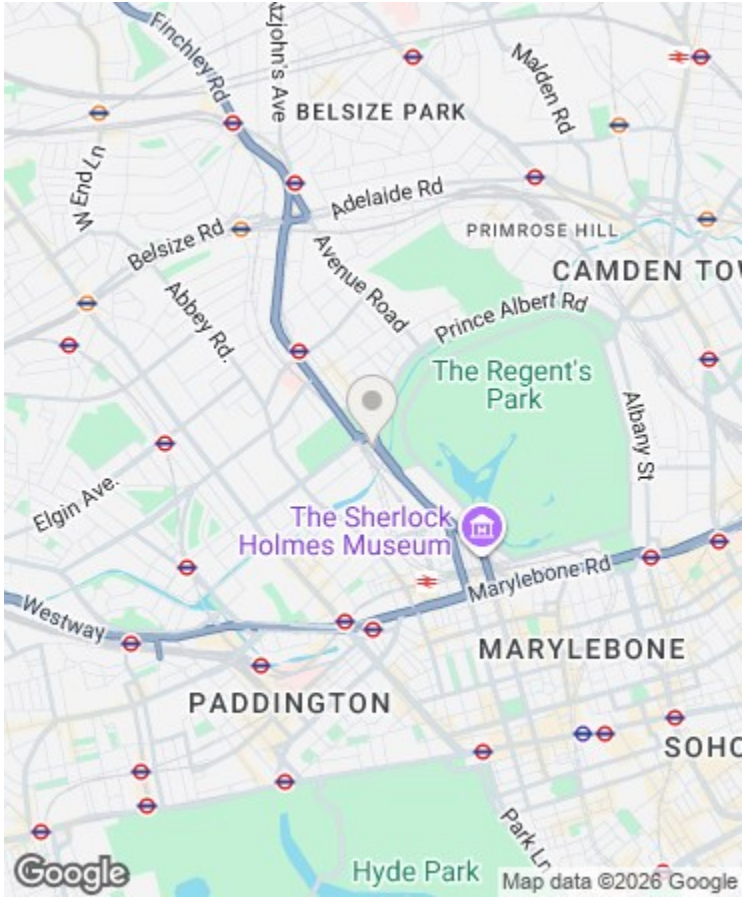 Finchley Rd
tzjohn's Ave
Malden Rd
BELSIZE PARK
W End Ln
Adelaide Rd
Belsize Rd
PRIMROSE HILL
Avenue Road
CAMDEN TOW
Abbey Rd.
Prince Albert Rd
The Regent's
Park
Albany St
Elgin Ave.
The Sherlock
Holmes Museum
Marylebone Rd
Westway
MARYLEBONE
PADDINGTON
SOHO
Park Ln
Hyde Park
Google
Map data ©2026 Google